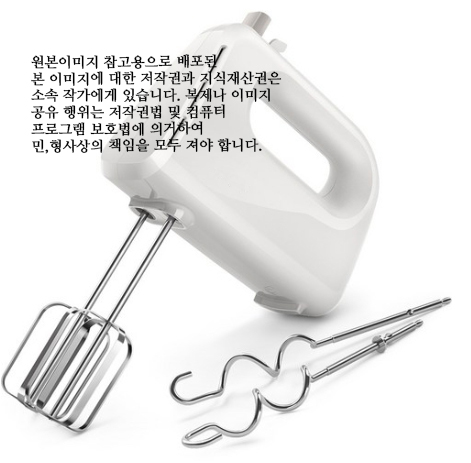 원본이미지 참고용으로 배포된
본 이미지에 대한 저작권과 지식재산권은
소속 작가에게 있습니다. 복제나 이미지
공유 행위는 저작권법 및 컴퓨터
프로그램 보호법에 의거하여
민,형사상의 책임을 모두 져야 합니다.